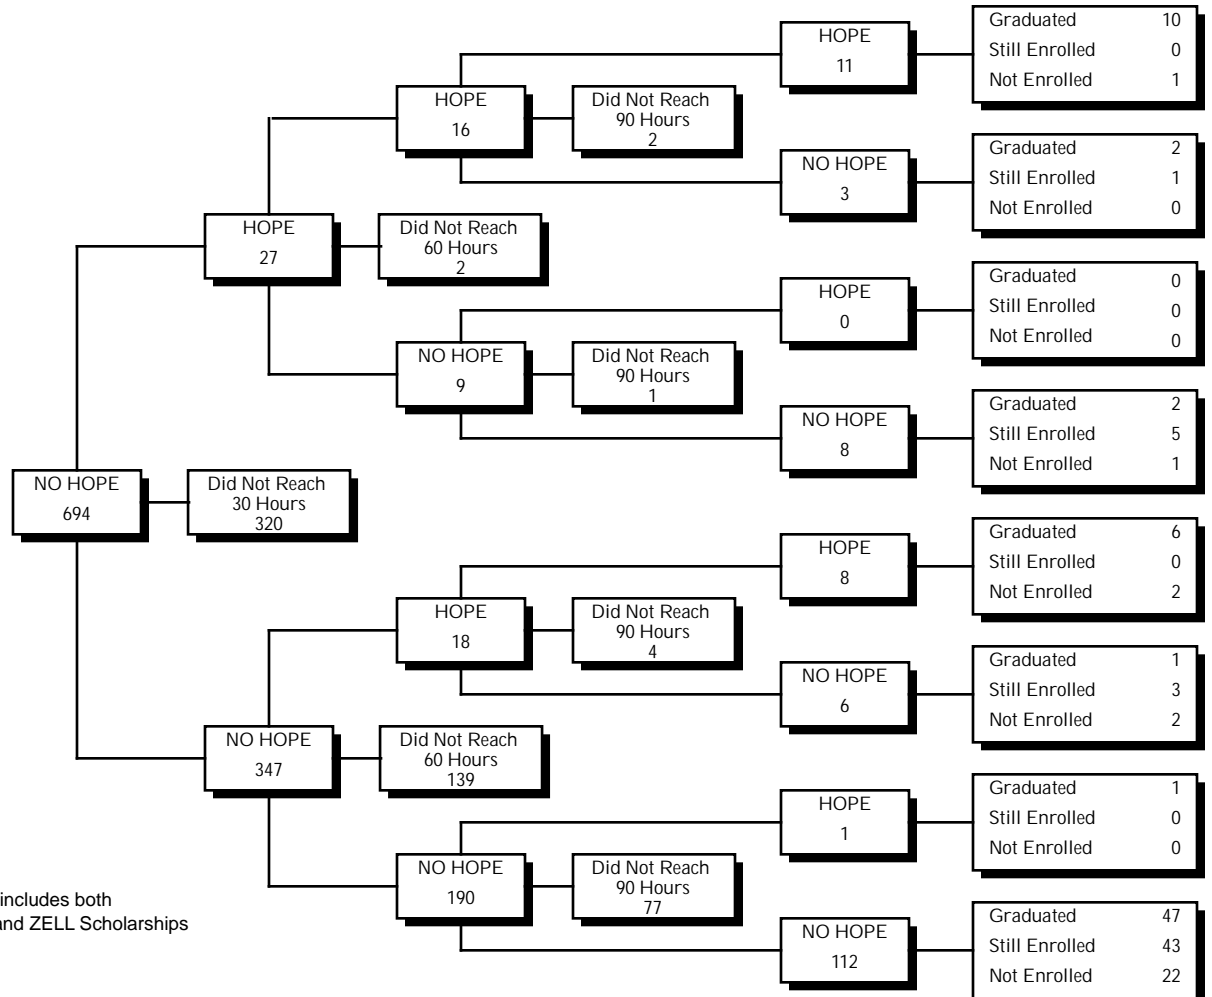 Graduated 10
HOPE
Still Enrolled 0
11
Not Enrolled 1
HOPE
16
Did Not Reach
90 Hours
2
Graduated 2
NO HOPE
Still Enrolled 1
3
Not Enrolled 0
HOPE
27
Did Not Reach
60 Hours
2
Graduated 0
HOPE
Still Enrolled 0
0
Not Enrolled 0
NO HOPE
9
Did Not Reach
90 Hours
1
Graduated 2
NO HOPE
Still Enrolled 5
8
Not Enrolled 1
NO HOPE
694
Did Not Reach
30 Hours
320
Graduated 6
HOPE
Still Enrolled 0
8
Not Enrolled 2
HOPE
18
Did Not Reach
90 Hours
4
Graduated 1
NO HOPE
Still Enrolled 3
6
Not Enrolled 2
NO HOPE
347
Did Not Reach
60 Hours
139
Graduated 1
HOPE
Still Enrolled 0
1
Not Enrolled 0
NO HOPE
190
Did Not Reach
90 Hours
77
includes both
and ZELL Scholarships
Graduated 47
NO HOPE
Still Enrolled 43
112
Not Enrolled 22